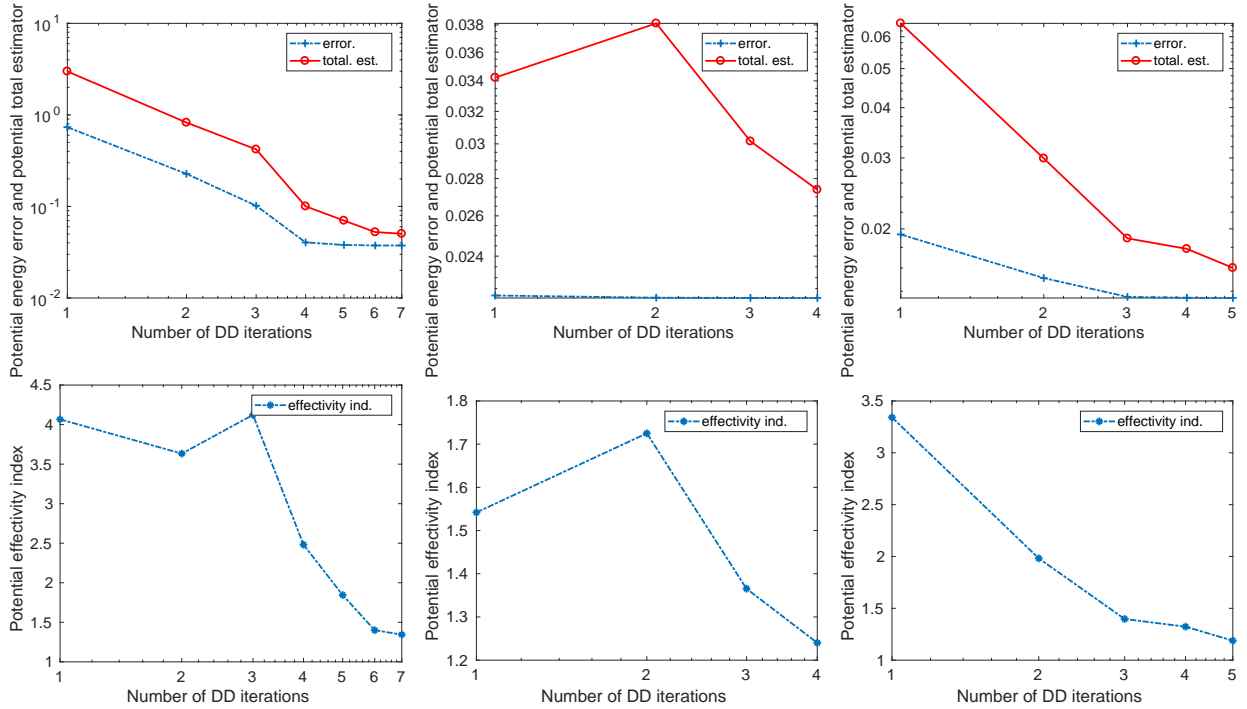 Potential energy error and potential total estimator
10^1
10^0
10^-1
10^-2
error.
total. est.
1 2 3 4 5 6 7
Number of DD iterations
Potential energy error and potential total estimator
0.038
0.034
0.03
0.028
0.026
0.024
error.
total. est.
1 2 3 4
Number of DD iterations
Potential energy error and potential total estimator
0.06
0.05
0.04
0.03
0.02
error.
total. est.
1 2 3 4 5
Number of DD iterations
Potential effectivity index
4.5
4
3.5
3
2.5
2
1.5
1
effectivity ind.
1 2 3 4 5 6 7
Number of DD iterations
Potential effectivity index
1.8
1.7
1.6
1.5
1.4
1.3
1.2
effectivity ind.
1 2 3 4
Number of DD iterations
Potential effectivity index
3.5
3
2.5
2
1.5
1
effectivity ind.
1 2 3 4 5
Number of DD iterations